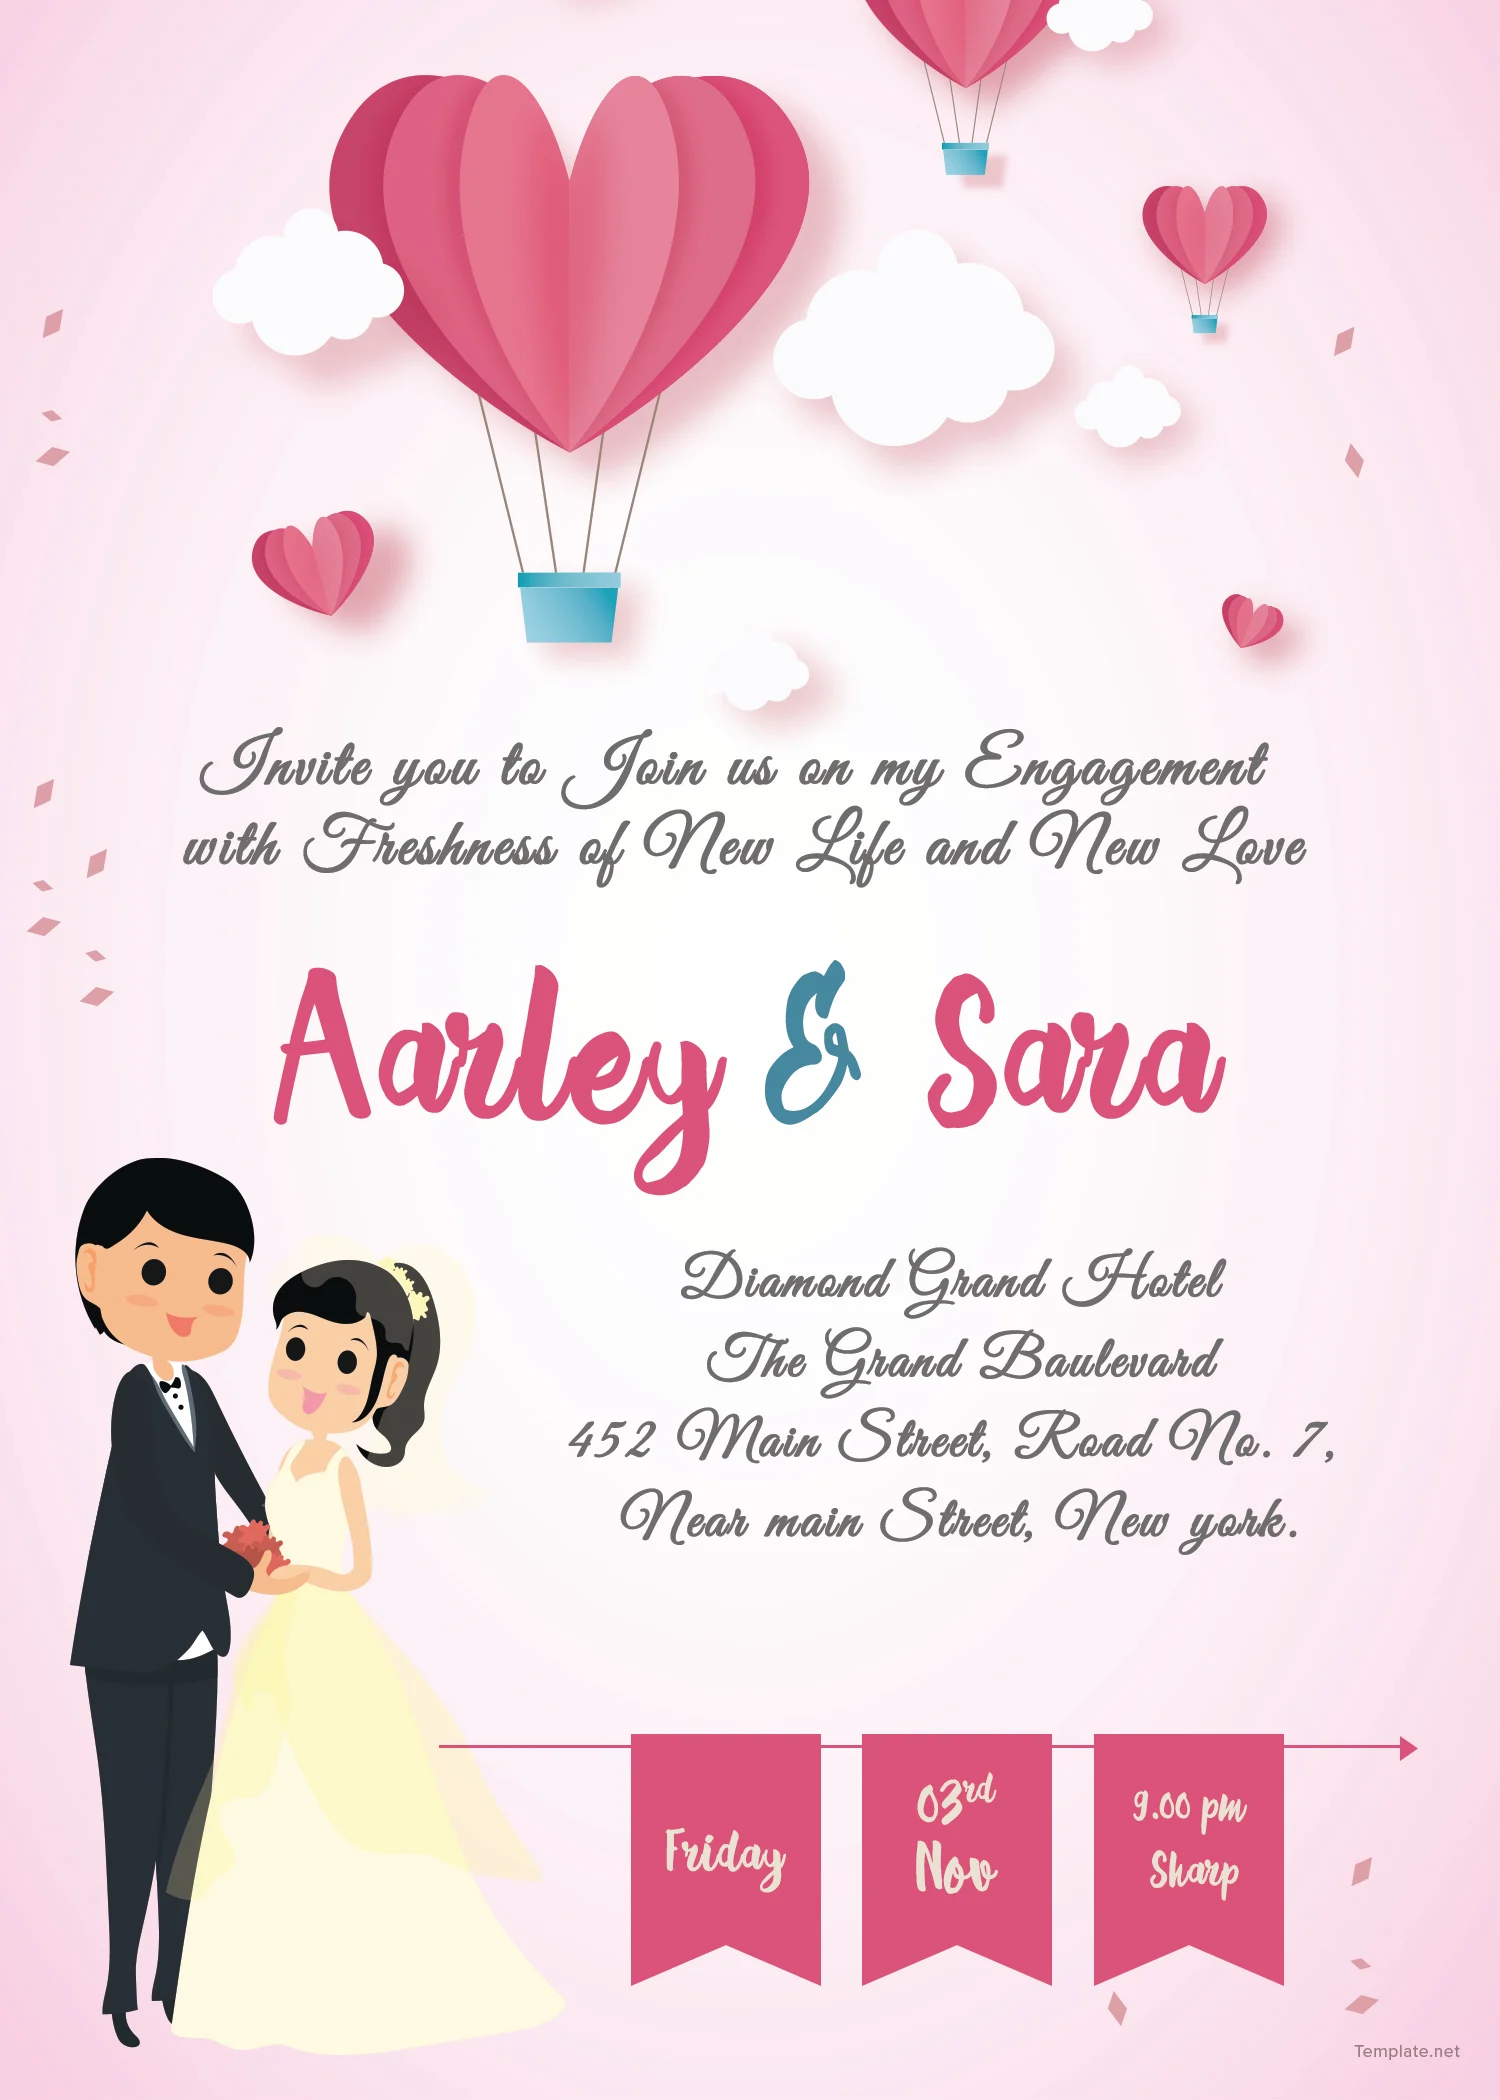 Invite you to Join us on my Engagement
with Freshness of New Life and New Love
Aarley & Sara
Diamond Grand Hotel
The Grand Baulevard
452 Main Street, Road No. 7,
Near main Street, New york.
Friday
03rd
Nov
9.00 pm
Sharp
Template.net